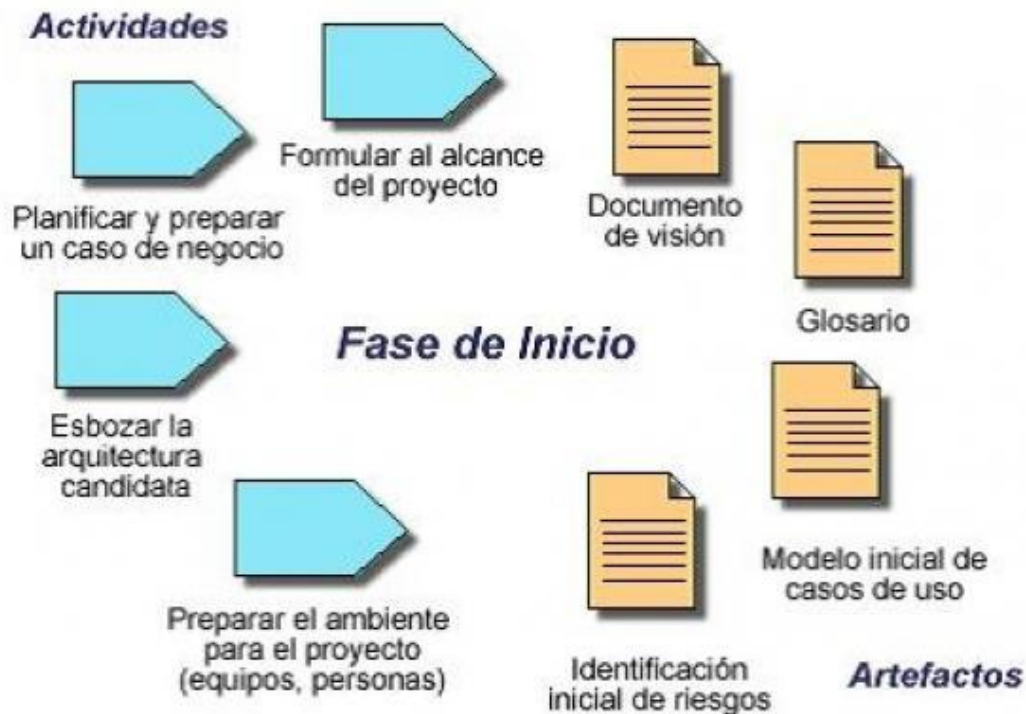 Actividades
Formular al alcance
del proyecto
Planificar y preparar
un caso de negocio
Documento
de visión
Glosario
Fase de Inicio
Esbozar la
arquitectura
candidata
Modelo inicial de
casos de uso
Preparar el ambiente
para el proyecto
(equipos, personas)
Identificación
inicial de riesgos
Artefactos